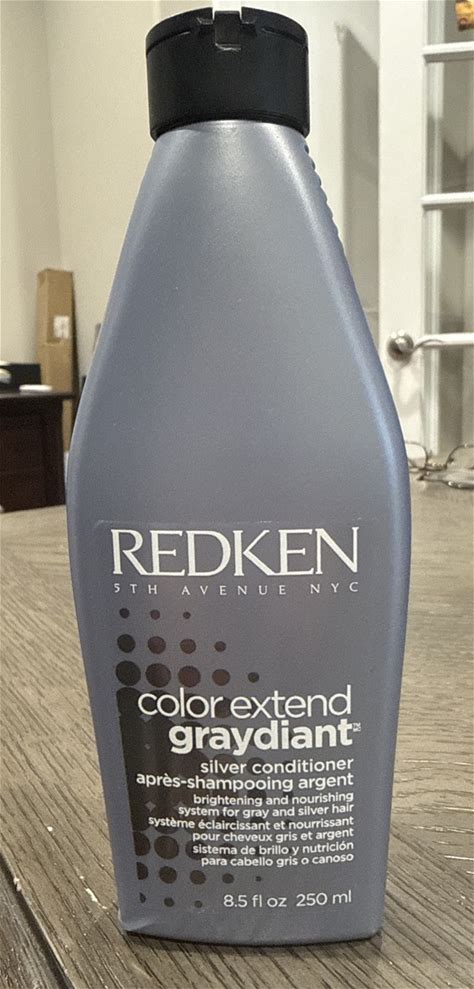 REDKEN
5TH AVENUE NYC
color extend
graydiant™
silver conditioner
après-shampooing argent
brightening and nourishing
system for gray and silver hair
système éclaircissant et nourrissant
pour cheveux gris et argent
sistema de brillo y nutrición
para cabello gris o canoso
8.5 fl oz 250 ml